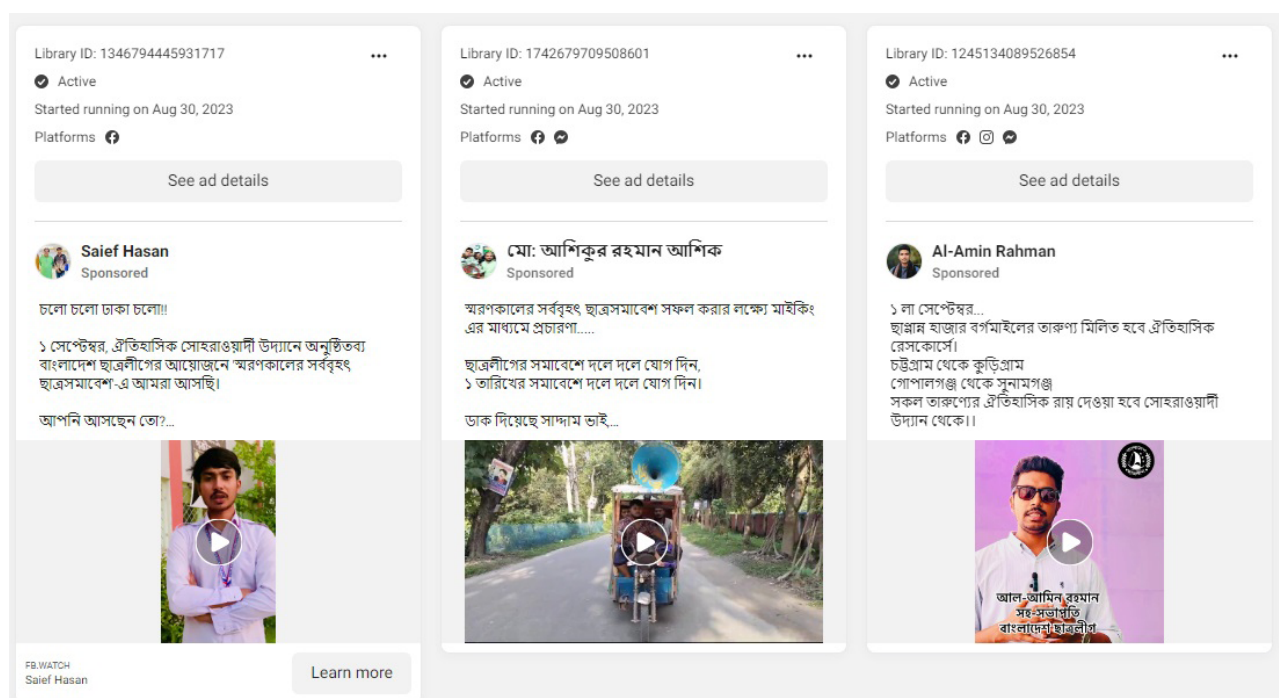 Library ID: 1346794445931717
Active
Started running on Aug 30, 2023
Platforms
See ad details
Saief Hasan
Sponsored
চলো চলো ঢাকা চলো!!
১ সেপ্টেম্বর, ঐতিহাসিক সোহরাওয়ার্দী উদ্যানে অনুষ্ঠিতব্য
বাংলাদেশ ছাত্রলীগের আয়োজনে 'স্মরণকালের সর্ববৃহৎ
ছাত্রসমাবেশ'-এ আমরা আসছি।
আপনি আসছেন তো?...
FB.WATCH
Saief Hasan
Learn more
Library ID: 1742679709508601
Active
Started running on Aug 30, 2023
Platforms
See ad details
মো: আশিকুর রহমান আশিক
Sponsored
স্মরণকালের সর্ববৃহৎ ছাত্রসমাবেশ সফল করার লক্ষ্যে মাইকিং
এর মাধ্যমে প্রচারণা.....
ছাত্রলীগের সমাবেশে দলে দলে যোগ দিন,
১ তারিখের সমাবেশে দলে দলে যোগ দিন।
ডাক দিয়েছে সাদ্দাম ভাই,...
Library ID: 1245134089526854
Active
Started running on Aug 30, 2023
Platforms
See ad details
Al-Amin Rahman
Sponsored
১ লা সেপ্টেম্বর...
ছাপ্পান্ন হাজার বর্গমাইলের তারুণ্য মিলিত হবে ঐতিহাসিক
রেসকোর্সে।
চট্টগ্রাম থেকে কুড়িগ্রাম
গোপালগঞ্জ থেকে সুনামগঞ্জ
সকল তারুণ্যের ঐতিহাসিক রায় দেওয়া হবে সোহরাওয়ার্দী
উদ্যান থেকে।।
আল-আমিন রহমান
সহ-সভাপতি
বাংলাদেশ ছাত্রলীগ